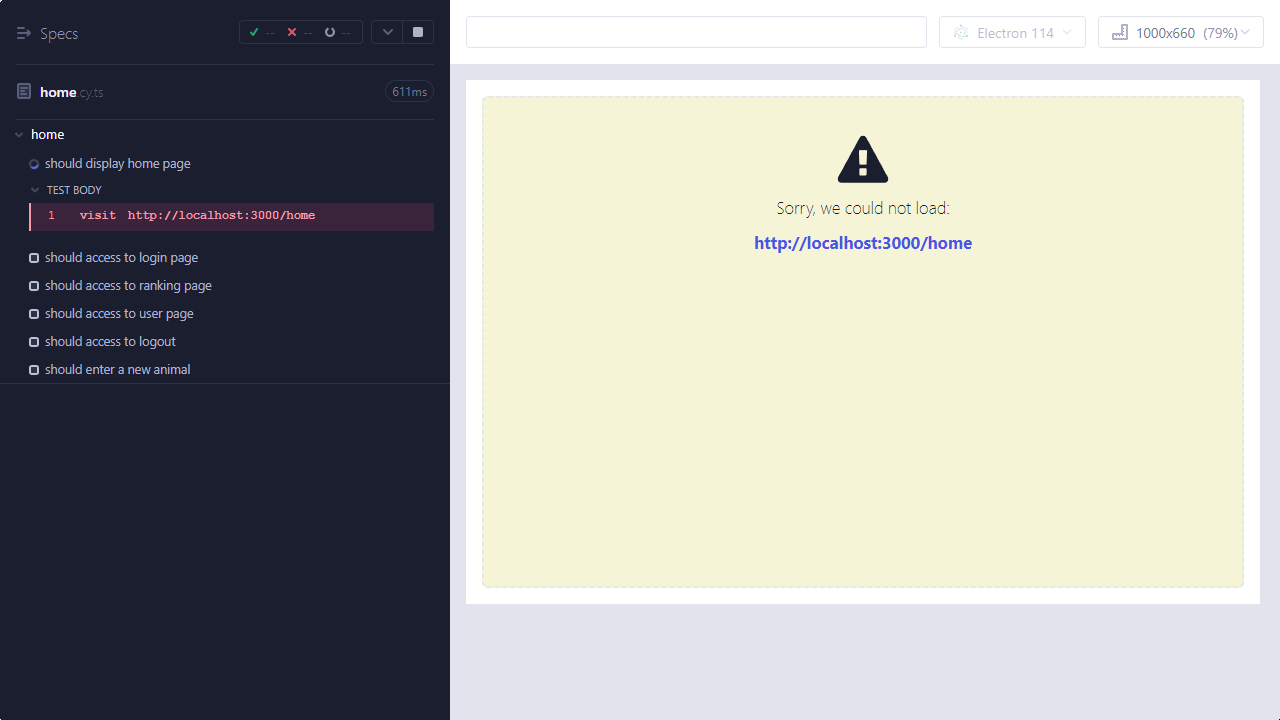 Specs
-- -- --
home.cy.ts
611ms
home
should display home page
TEST BODY
1 visit http://localhost:3000/home
should access to login page
should access to ranking page
should access to user page
should access to logout
should enter a new animal
Electron 114
1000x660 (79%)
Sorry, we could not load:
http://localhost:3000/home